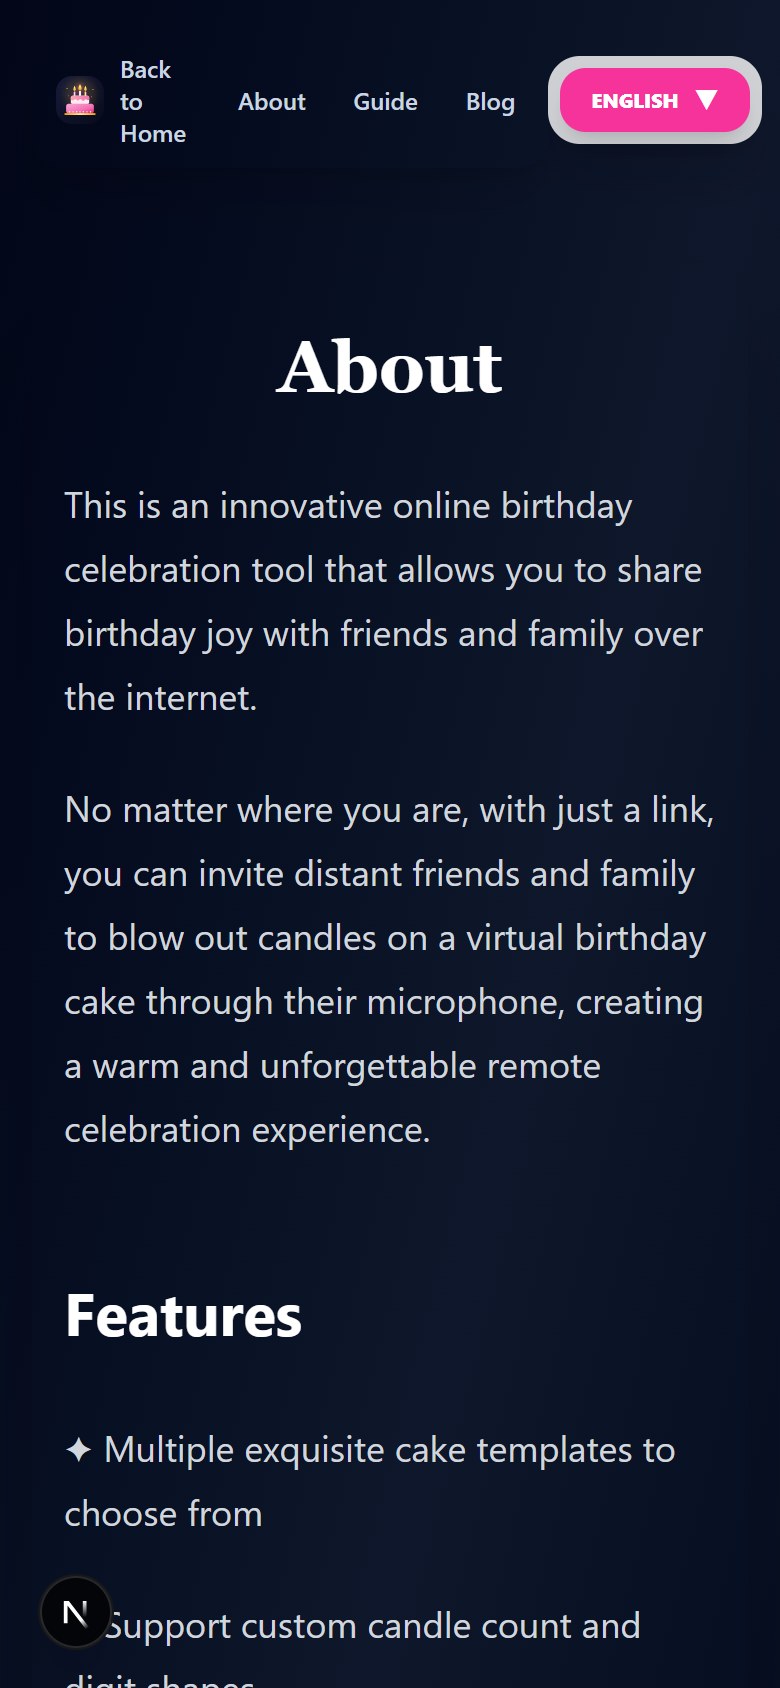 Back
to
Home
About
Guide
Blog
ENGLISH ▼
About
This is an innovative online birthday
celebration tool that allows you to share
birthday joy with friends and family over
the internet.
No matter where you are, with just a link,
you can invite distant friends and family
to blow out candles on a virtual birthday
cake through their microphone, creating
a warm and unforgettable remote
celebration experience.
Features
✦ Multiple exquisite cake templates to
choose from
N
Support custom candle count and
digit shapes